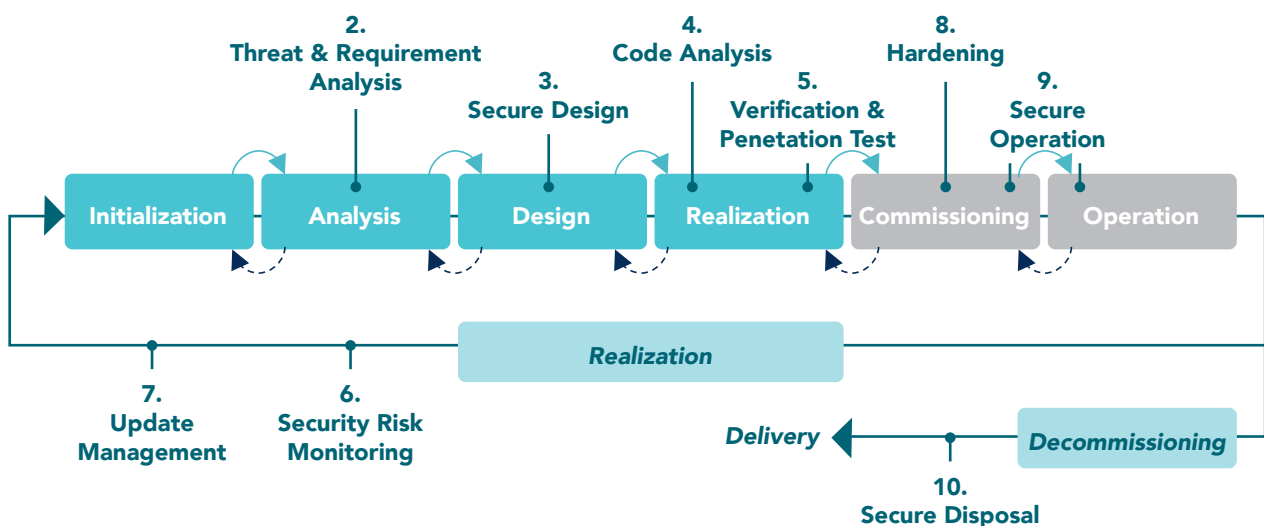 2.
Threat & Requirement
Analysis
3.
Secure Design
4.
Code Analysis
5.
Verification &
Penetation Test
8.
Hardening
9.
Secure
Operation
Initialization
Analysis
Design
Realization
Commissioning
Operation
Realization
7.
Update
Management
6.
Security Risk
Monitoring
Delivery
Decommissioning
10.
Secure Disposal